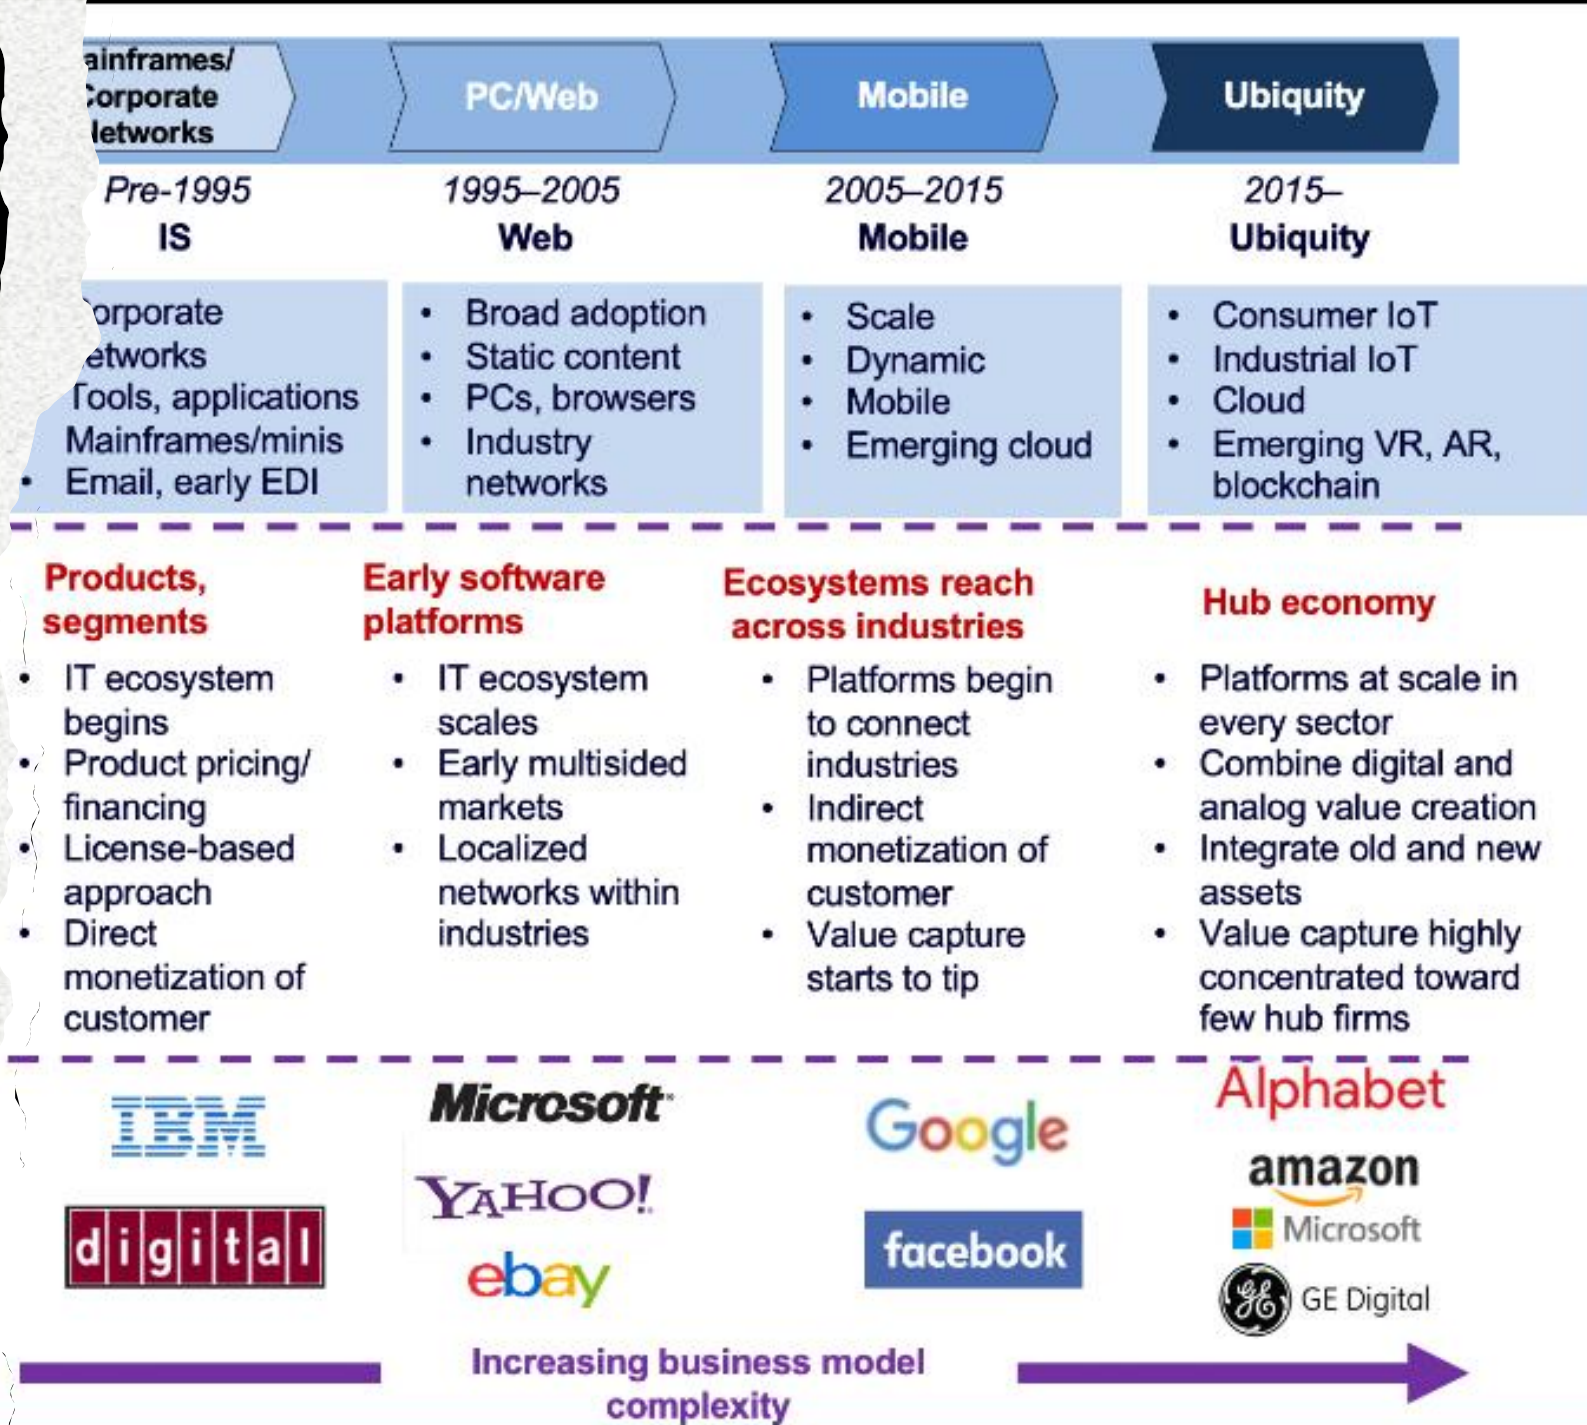 ainframes/
Corporate
Networks
PC/Web
Mobile
Ubiquity
Pre-1995
1995–2005
2005–2015
2015–
IS
Web
Mobile
Ubiquity
orporate
etworks
Tools, applications
Mainframes/minis
• Email, early EDI
• Broad adoption
• Static content
• PCs, browsers
• Industry
networks
• Scale
• Dynamic
• Mobile
• Emerging cloud
• Consumer IoT
• Industrial IoT
• Cloud
• Emerging VR, AR,
blockchain
Products,
segments
• IT ecosystem
begins
• Product pricing/
financing
• License-based
approach
• Direct
monetization of
customer
Early software
platforms
• IT ecosystem
scales
• Early multisided
markets
• Localized
networks within
industries
Ecosystems reach
across industries
• Platforms begin
to connect
industries
• Indirect
monetization of
customer
• Value capture
starts to tip
Hub economy
• Platforms at scale in
every sector
• Combine digital and
analog value creation
• Integrate old and new
assets
• Value capture highly
concentrated toward
few hub firms
IBM
digital
Microsoft
YAHOO!
ebay
Google
facebook
Alphabet
amazon
Microsoft
GE GE Digital
Increasing business model
complexity